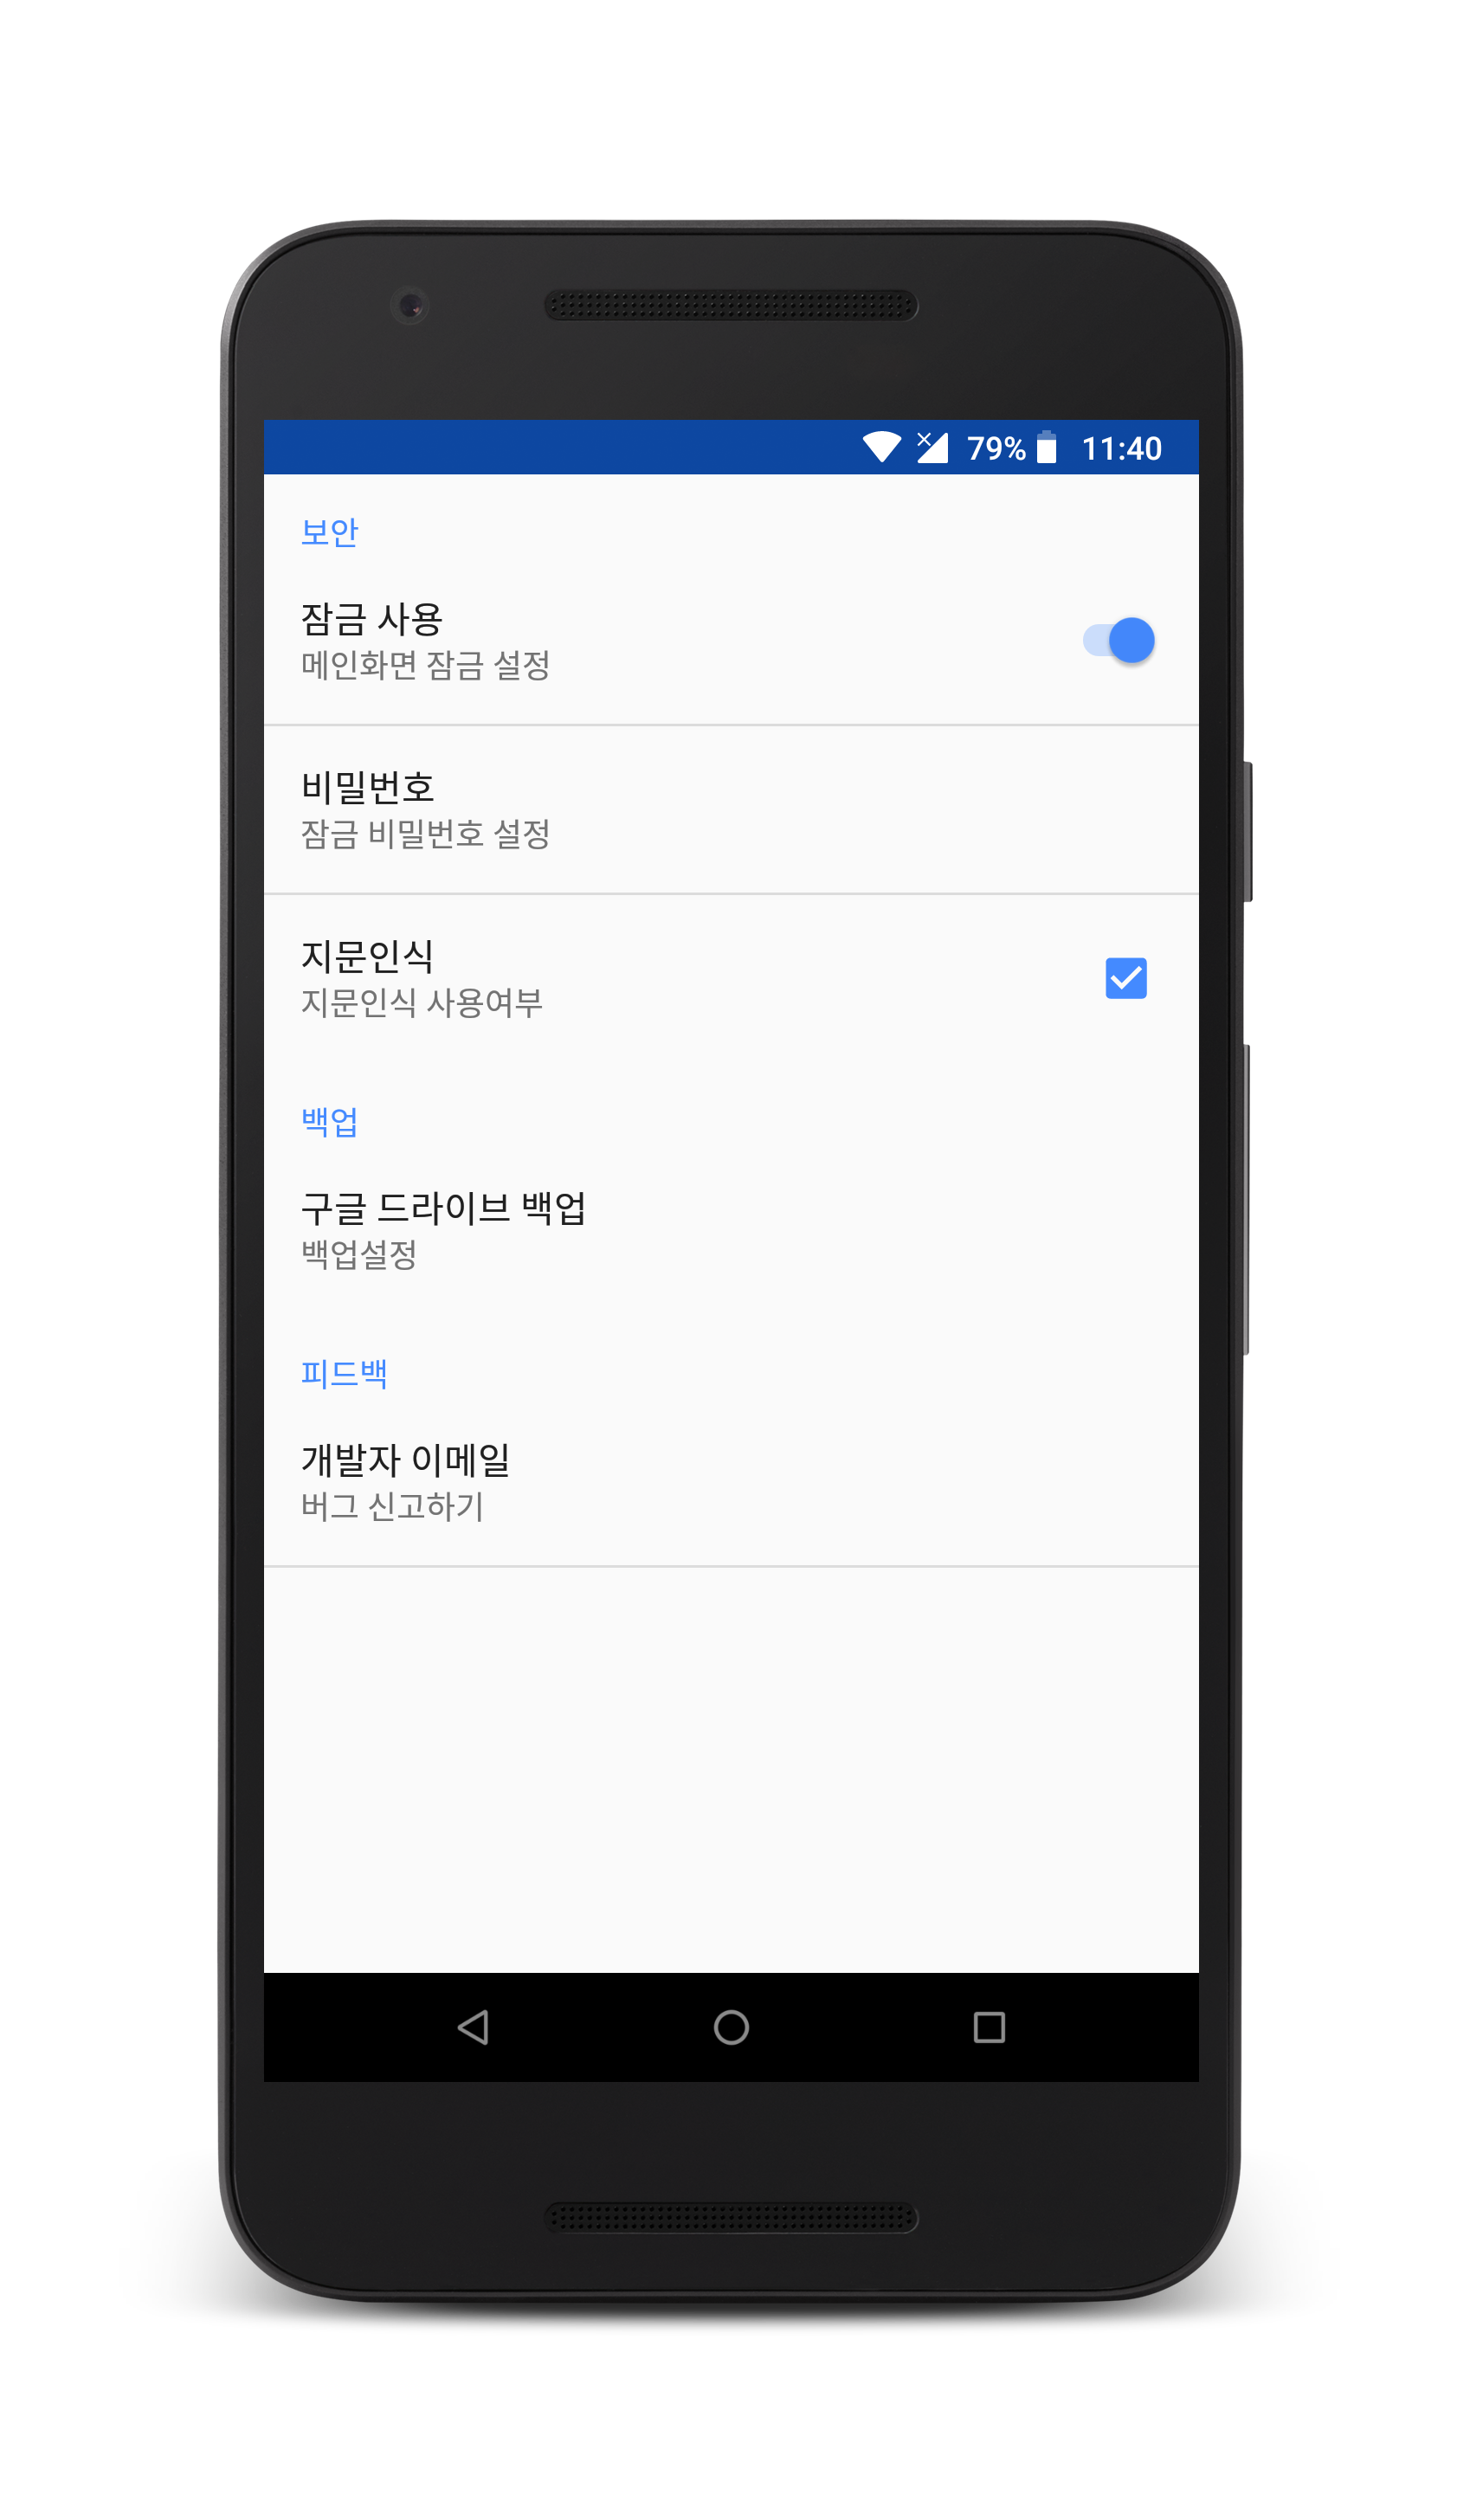 79% 11:40
보안
잠금 사용
메인화면 잠금 설정
비밀번호
잠금 비밀번호 설정
지문인식
지문인식 사용여부
백업
구글 드라이브 백업
백업설정
피드백
개발자 이메일
버그 신고하기